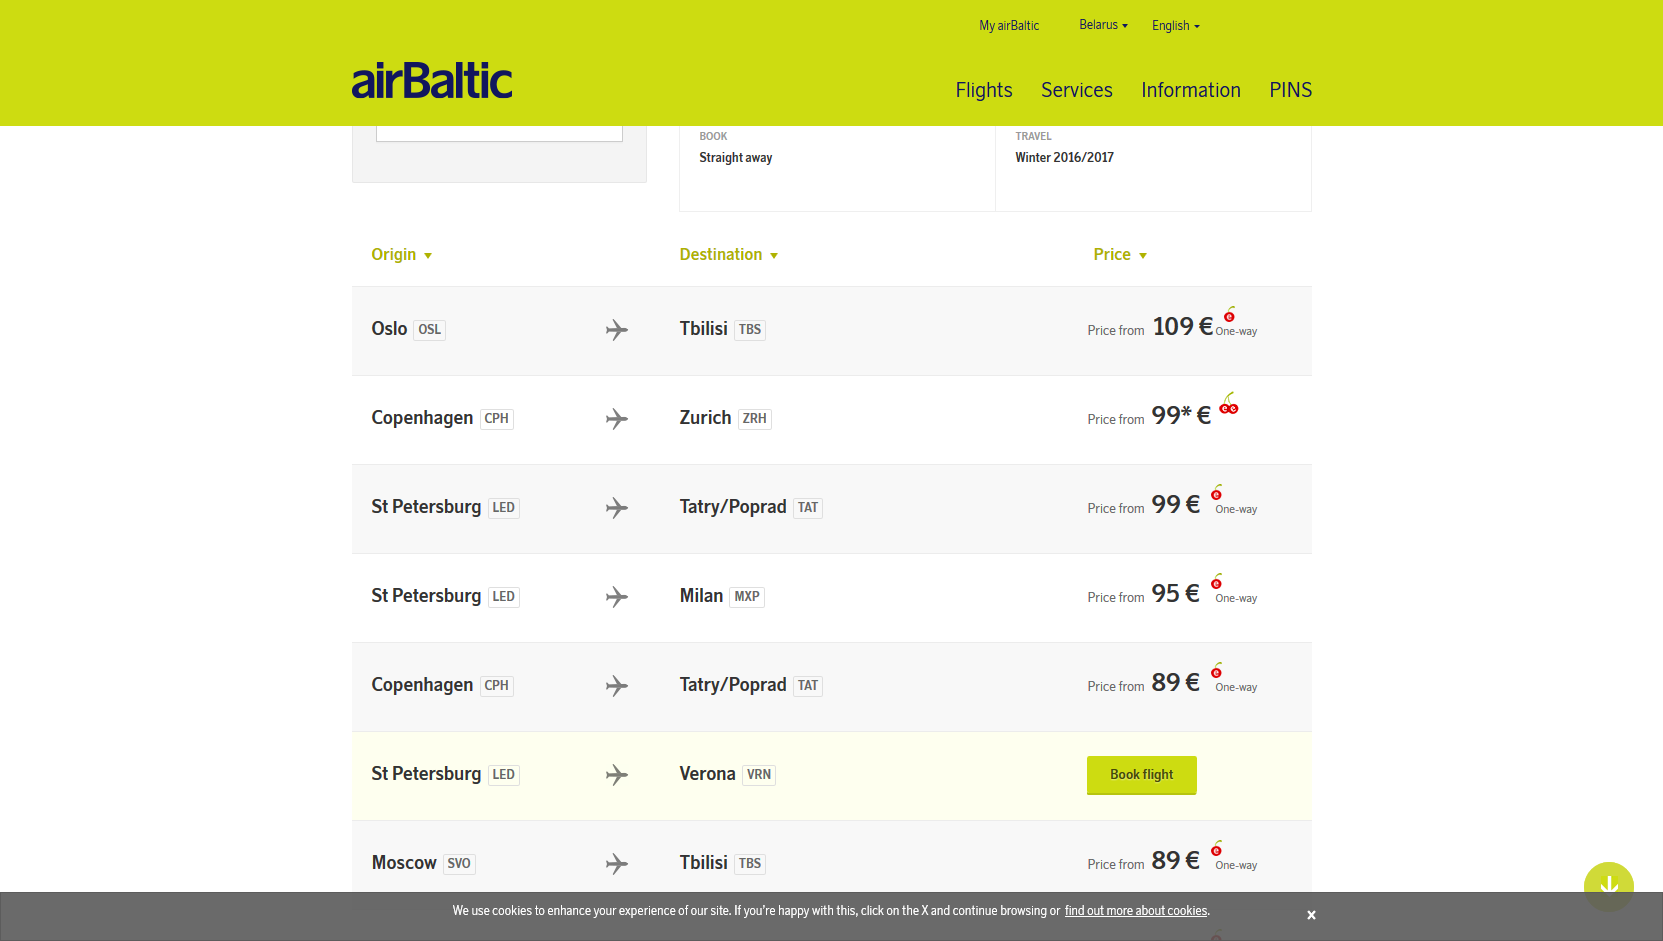 My airBaltic Belarus English
airBaltic
Flights Services Information PINS
BOOK
Straight away
TRAVEL
Winter 2016/2017
Origin Destination Price
Oslo OSL Tbilisi TBS Price from 109 € One-way
Copenhagen CPH Zurich ZRH Price from 99* €
St Petersburg LED Tatry/Poprad TAT Price from 99 € One-way
St Petersburg LED Milan MXP Price from 95 € One-way
Copenhagen CPH Tatry/Poprad TAT Price from 89 € One-way
St Petersburg LED Verona VRN Book flight
Moscow SVO Tbilisi TBS Price from 89 € One-way
We use cookies to enhance your experience of our site. If you're happy with this, click on the X and continue browsing or find out more about cookies. x